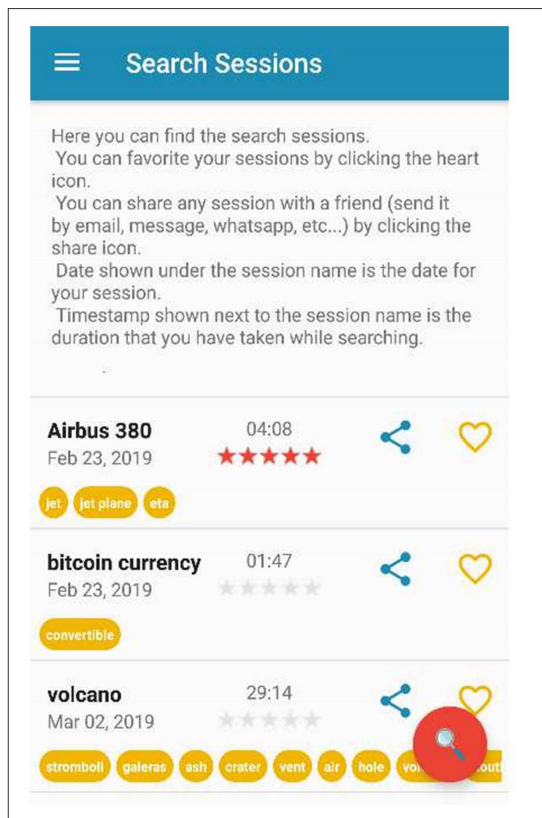 Search Sessions
Here you can find the search sessions.
You can favorite your sessions by clicking the heart
icon.
You can share any session with a friend (send it
by email, message, whatsapp, etc...) by clicking the
share icon.
Date shown under the session name is the date for
your session.
Timestamp shown next to the session name is the
duration that you have taken while searching.
.
Airbus 380 04:08
Feb 23, 2019
jet jet plane eta
bitcoin currency 01:47
Feb 23, 2019
convertible
volcano 29:14
Mar 02, 2019
stromboli galeras ash crater vent air hole